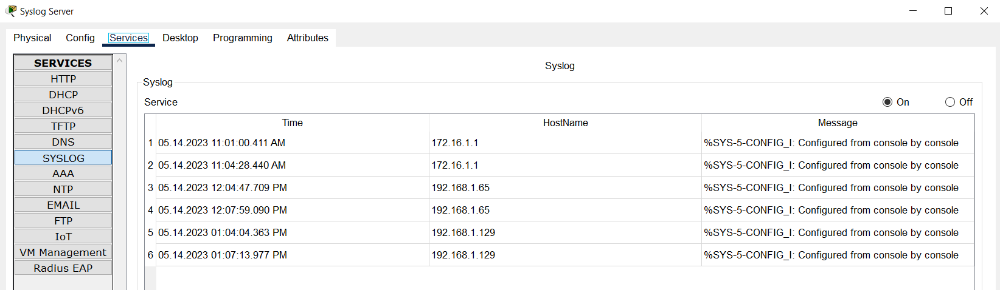 Syslog Server
Physical Config Services Desktop Programming Attributes
SERVICES
HTTP
DHCP
DHCPv6
TFTP
DNS
SYSLOG
AAA
NTP
EMAIL
FTP
IoT
VM Management
Radius EAP
Syslog
Syslog
Service On Off
Time HostName Message
1 05.14.2023 11:01:00.411 AM 172.16.1.1 %SYS-5-CONFIG_I: Configured from console by console
2 05.14.2023 11:04:28.440 AM 172.16.1.1 %SYS-5-CONFIG_I: Configured from console by console
3 05.14.2023 12:04:47.709 PM 192.168.1.65 %SYS-5-CONFIG_I: Configured from console by console
4 05.14.2023 12:07:59.090 PM 192.168.1.65 %SYS-5-CONFIG_I: Configured from console by console
5 05.14.2023 01:04:04.363 PM 192.168.1.129 %SYS-5-CONFIG_I: Configured from console by console
6 05.14.2023 01:07:13.977 PM 192.168.1.129 %SYS-5-CONFIG_I: Configured from console by console